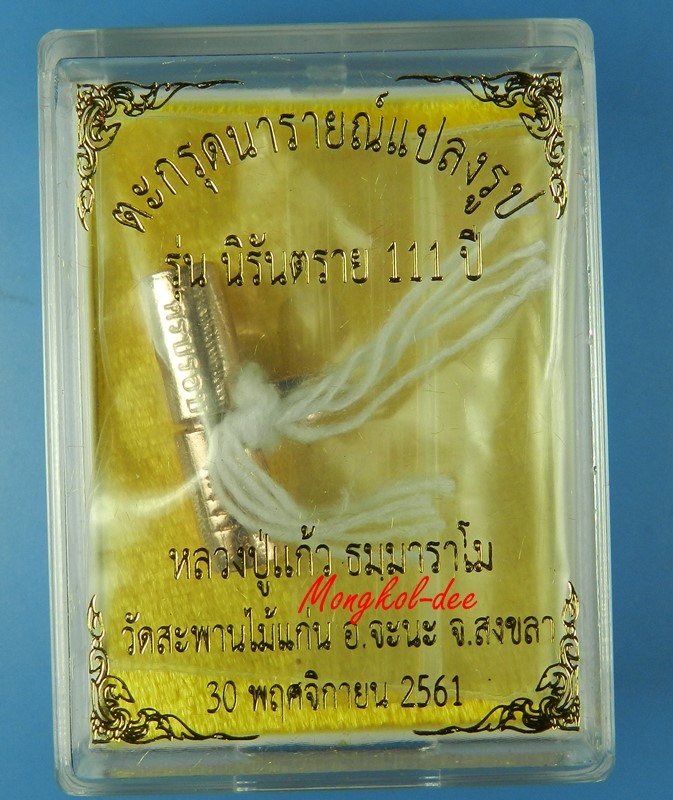 ตะกรุดนารายณ์แปลงรูป
รุ่น นิรันตราย 111 ปี
หลวงปู่แก้ว ธมฺมาราโม
Mongkol-dee
วัดสะพานไม้แก่น อ.จะนะ จ.สงขลา
30 พฤศจิกายน 2561